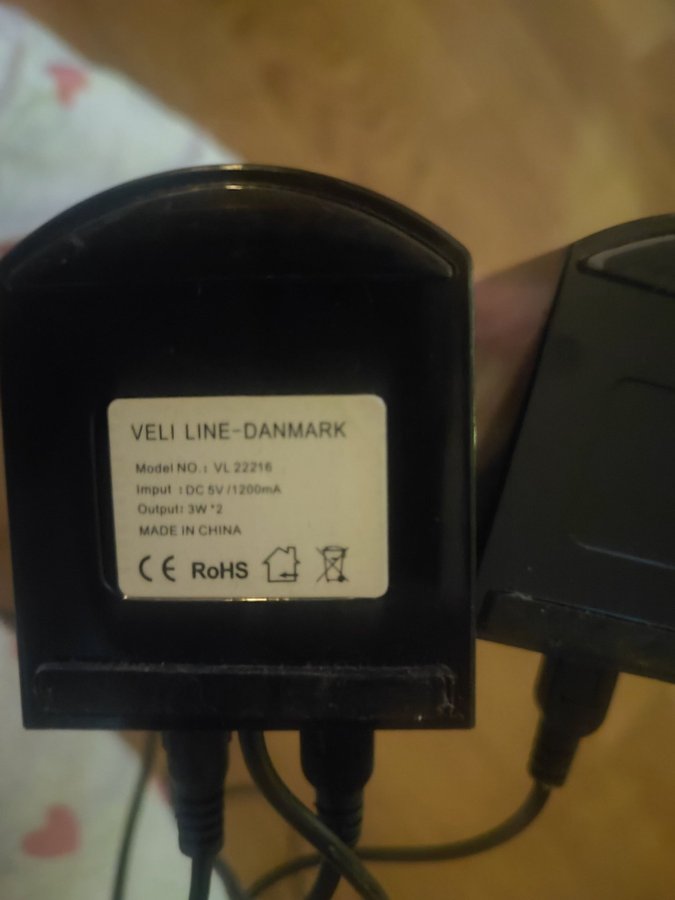 VELI LINE-DANMARK
Model NO.: VL 22216
Imput : DC 5V/1200mA
Output: 3W*2
MADE IN CHINA
CE RoHS